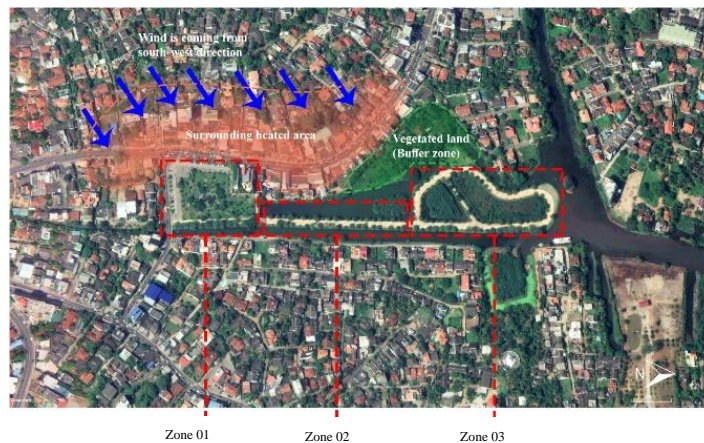 Wind is coming from
south-west direction
Surrounding heated area
Vegetated land
(Buffer zone)
N
Zone 01
Zone 02
Zone 03